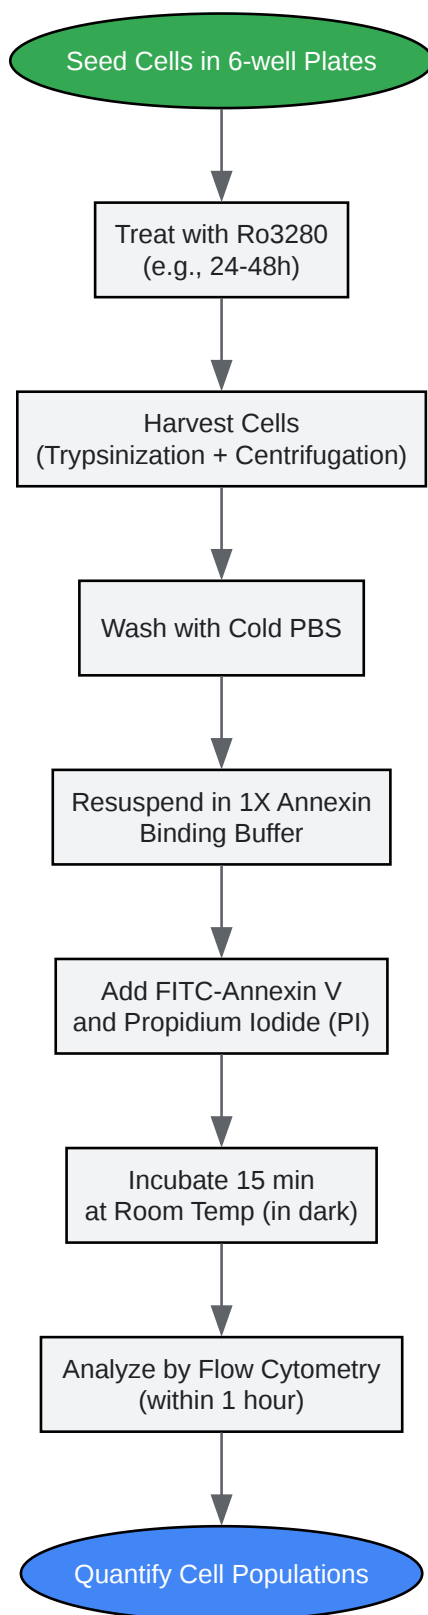 Seed Cells in 6-well Plates
Treat with Ro3280
(e.g., 24-48h)
Harvest Cells
(Trypsinization + Centrifugation)
Wash with Cold PBS
Resuspend in 1X Annexin
Binding Buffer
Add FITC-Annexin V
and Propidium Iodide (PI)
Incubate 15 min
at Room Temp (in dark)
Analyze by Flow Cytometry
(within 1 hour)
Quantify Cell Populations